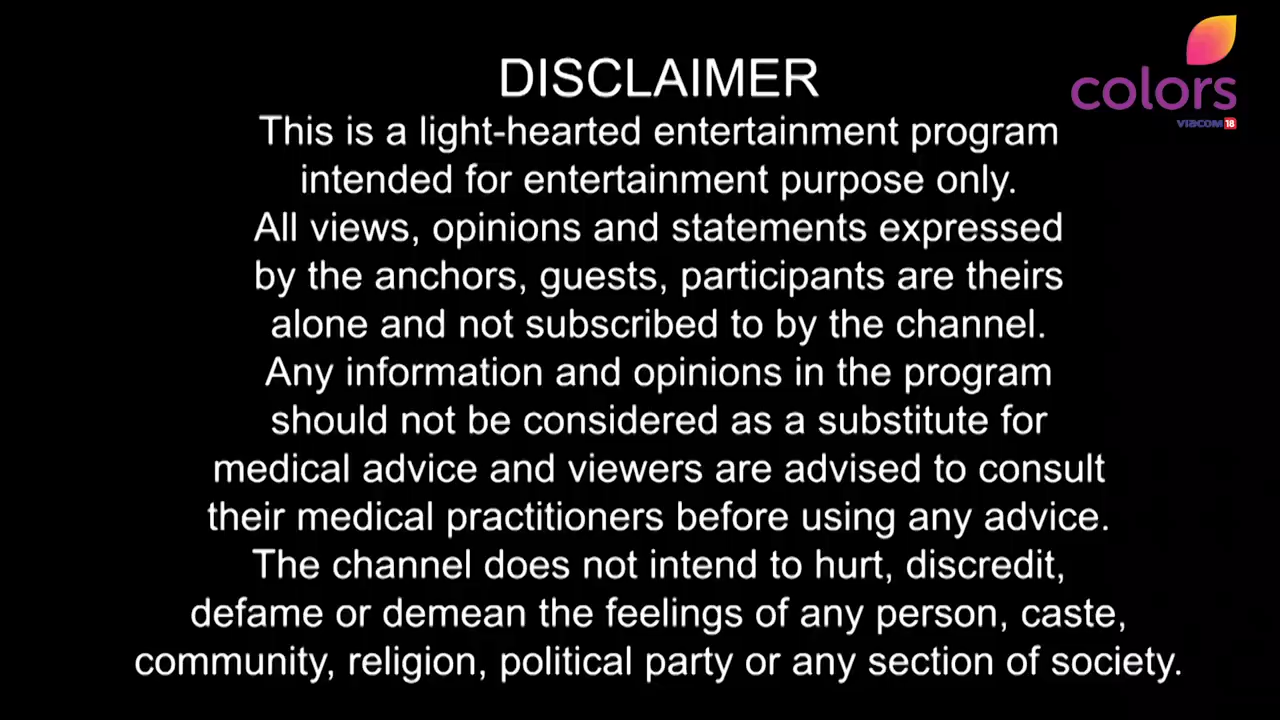 DISCLAIMER
This is a light-hearted entertainment program
intended for entertainment purpose only.
All views, opinions and statements expressed
by the anchors, guests, participants are theirs
alone and not subscribed to by the channel.
Any information and opinions in the program
should not be considered as a substitute for
medical advice and viewers are advised to consult
their medical practitioners before using any advice.
The channel does not intend to hurt, discredit,
defame or demean the feelings of any person, caste,
community, religion, political party or any section of society.
colors
VIACOM 18